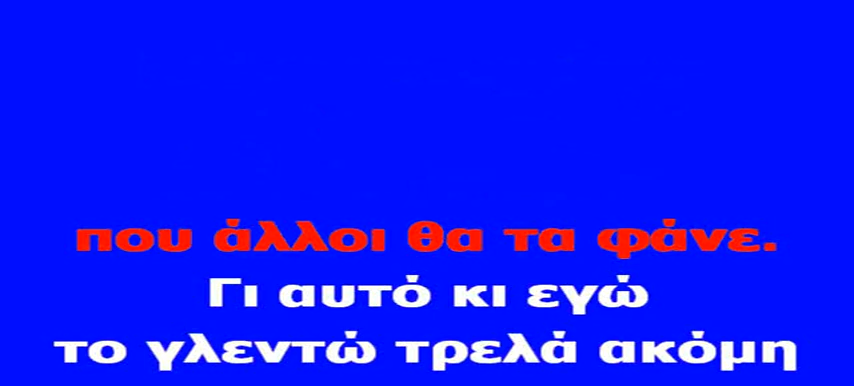 που άλλοι θα τα φάνε.
Γι αυτό κι εγώ
το γλεντώ τρελά ακόμη